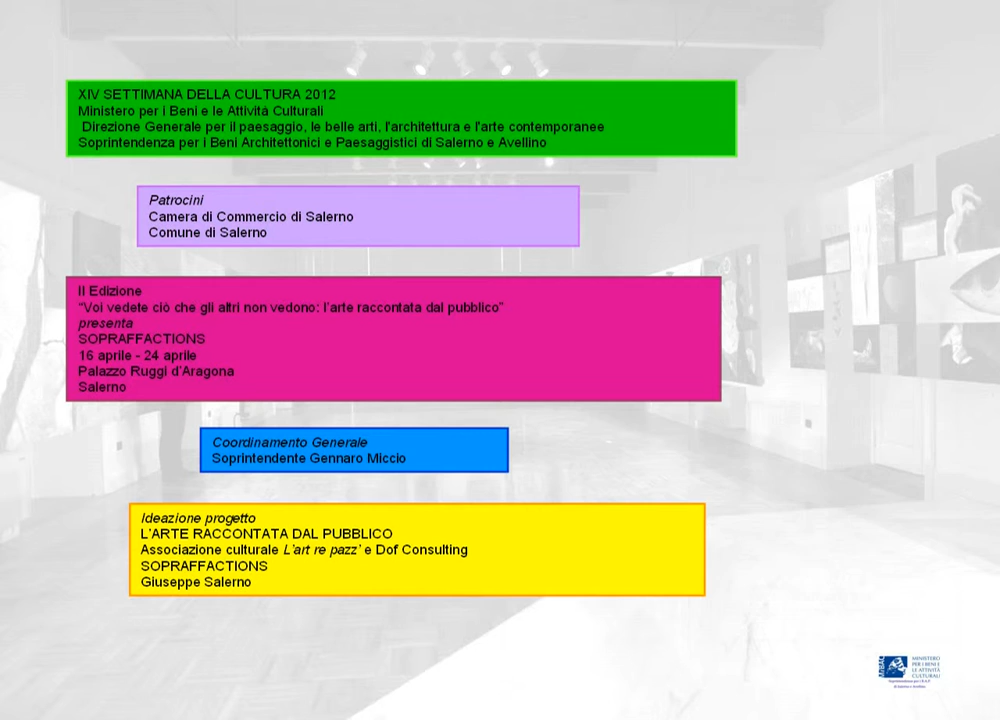 XIV SETTIMANA DELLA CULTURA 2012
Ministero per i Beni e le Attività Culturali
Direzione Generale per il paesaggio, le belle arti, l'architettura e l'arte contemporanee
Soprintendenza per i Beni Architettonici e Paesaggistici di Salerno e Avellino
Patrocini
Camera di Commercio di Salerno
Comune di Salerno
II Edizione
“Voi vedete ciò che gli altri non vedono: l’arte raccontata dal pubblico”
presenta
SOPRAFFACTIONS
16 aprile - 24 aprile
Palazzo Ruggi d’Aragona
Salerno
Coordinamento Generale
Soprintendente Gennaro Miccio
Ideazione progetto
L’ARTE RACCONTATA DAL PUBBLICO
Associazione culturale L’art re pazz’ e Dof Consulting
SOPRAFFACTIONS
Giuseppe Salerno
MINISTERO
PER I BENI E
LE ATTIVITÀ
CULTURALI
di Salerno e Avellino